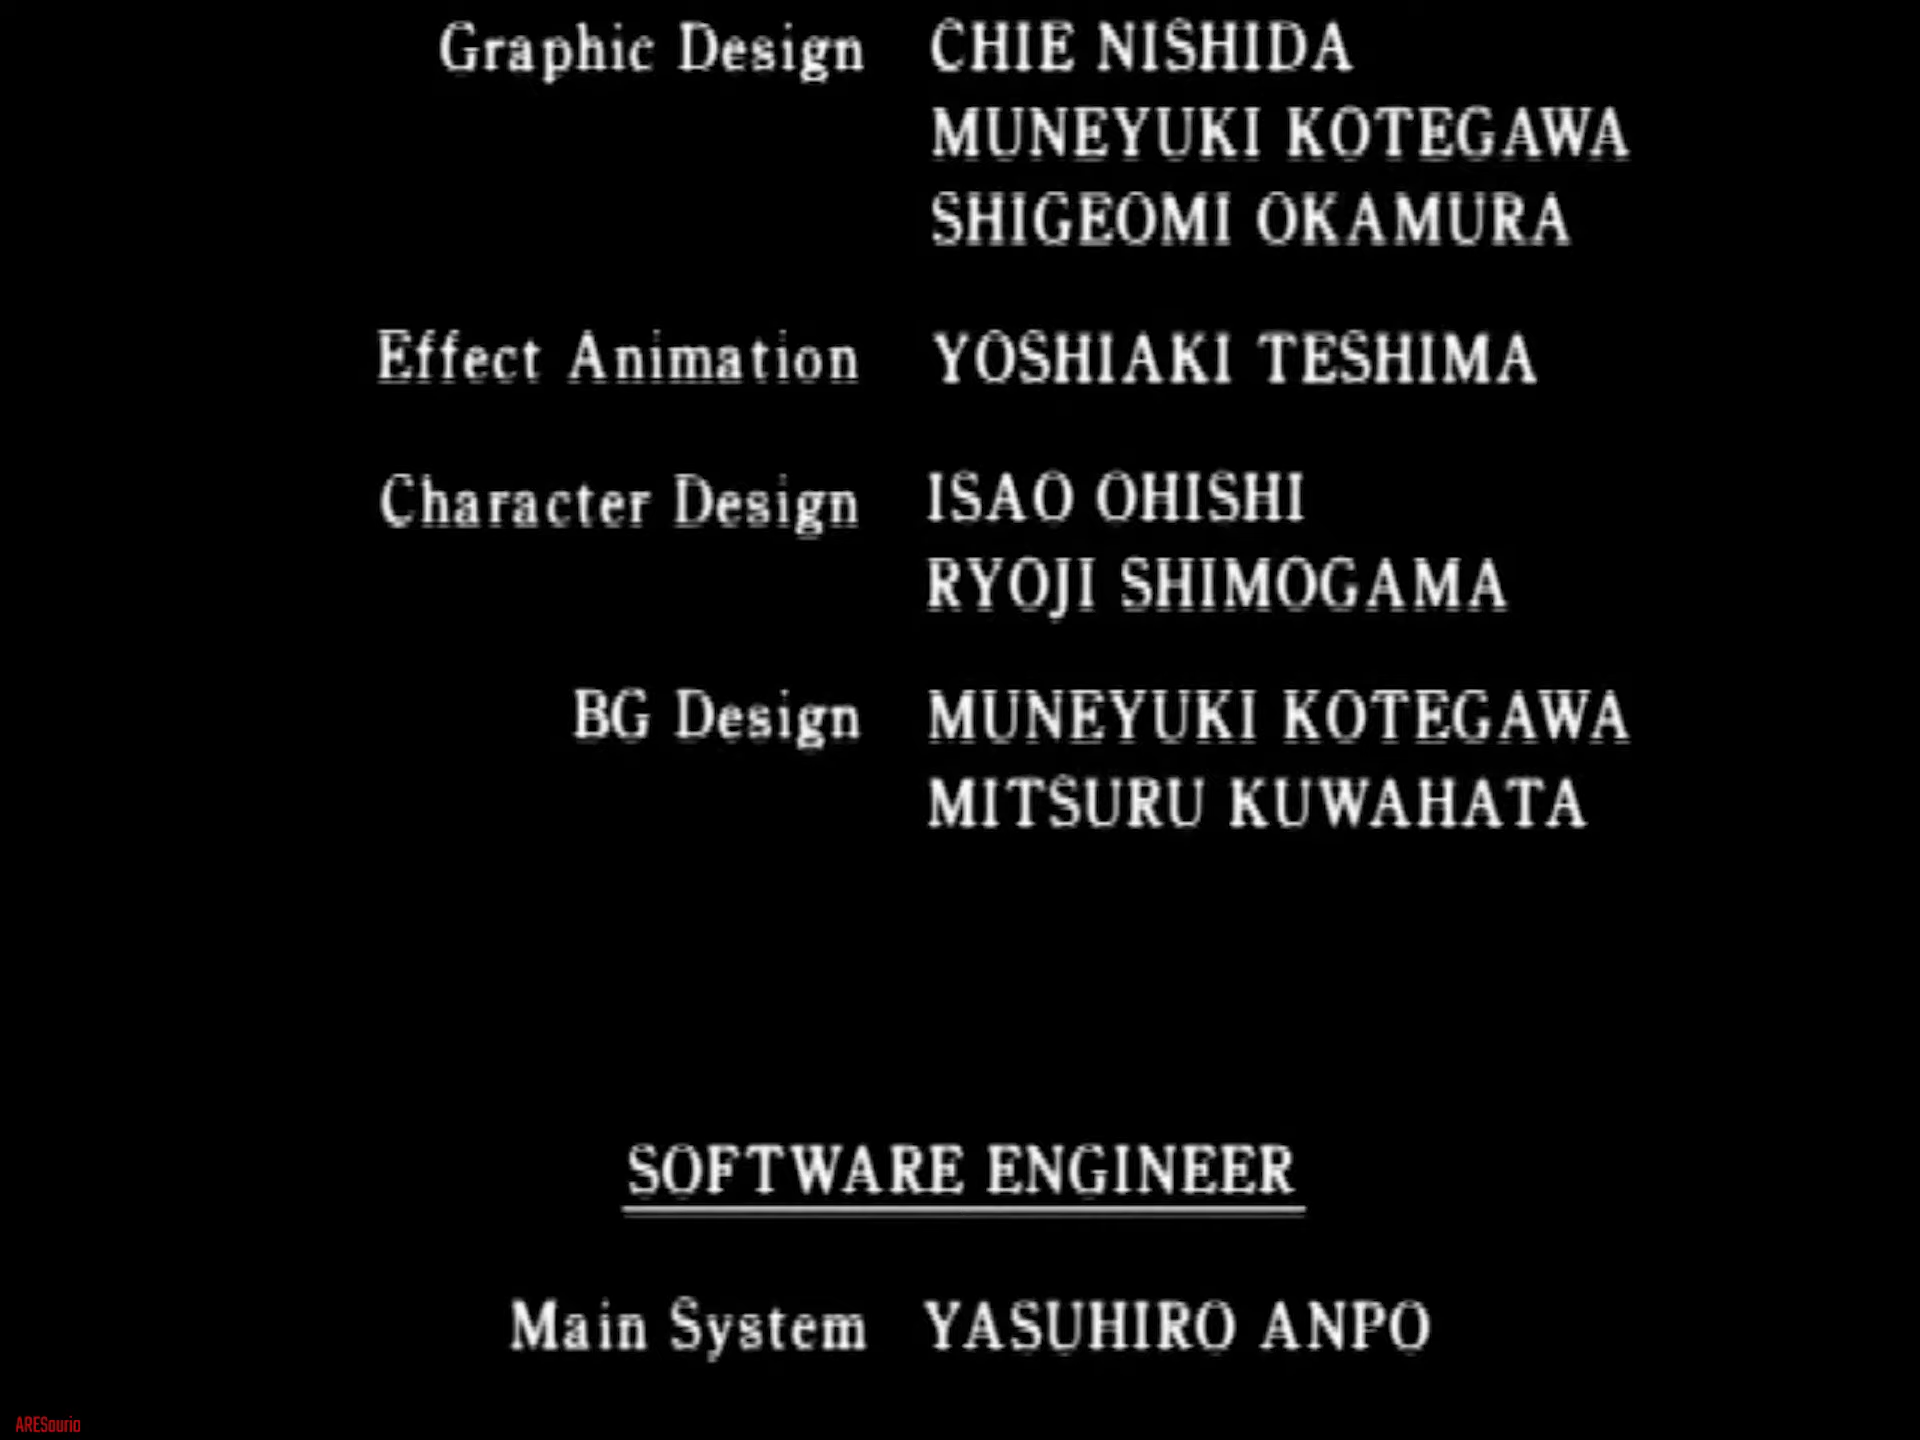 Graphic Design CHIE NISHIDA
MUNEYUKI KOTEGAWA
SHIGEOMI OKAMURA
Effect Animation YOSHIAKI TESHIMA
Character Design ISAO OHISHI
RYOJI SHIMOGAMA
BG Design MUNEYUKI KOTEGAWA
MITSURU KUWAHATA
SOFTWARE ENGINEER
Main System YASUHIRO ANPO
ARESourio